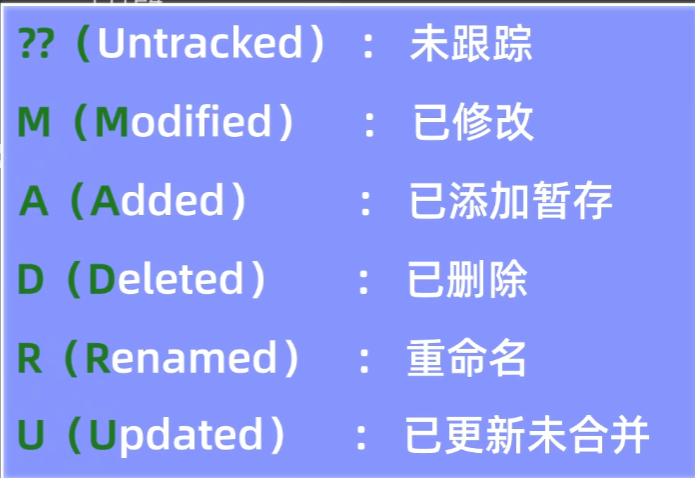 ??（Untracked）：未跟踪
M（Modified）：已修改
A（Added）：已添加暂存
D（Deleted）：已删除
R（Renamed）：重命名
U（Updated）：已更新未合并